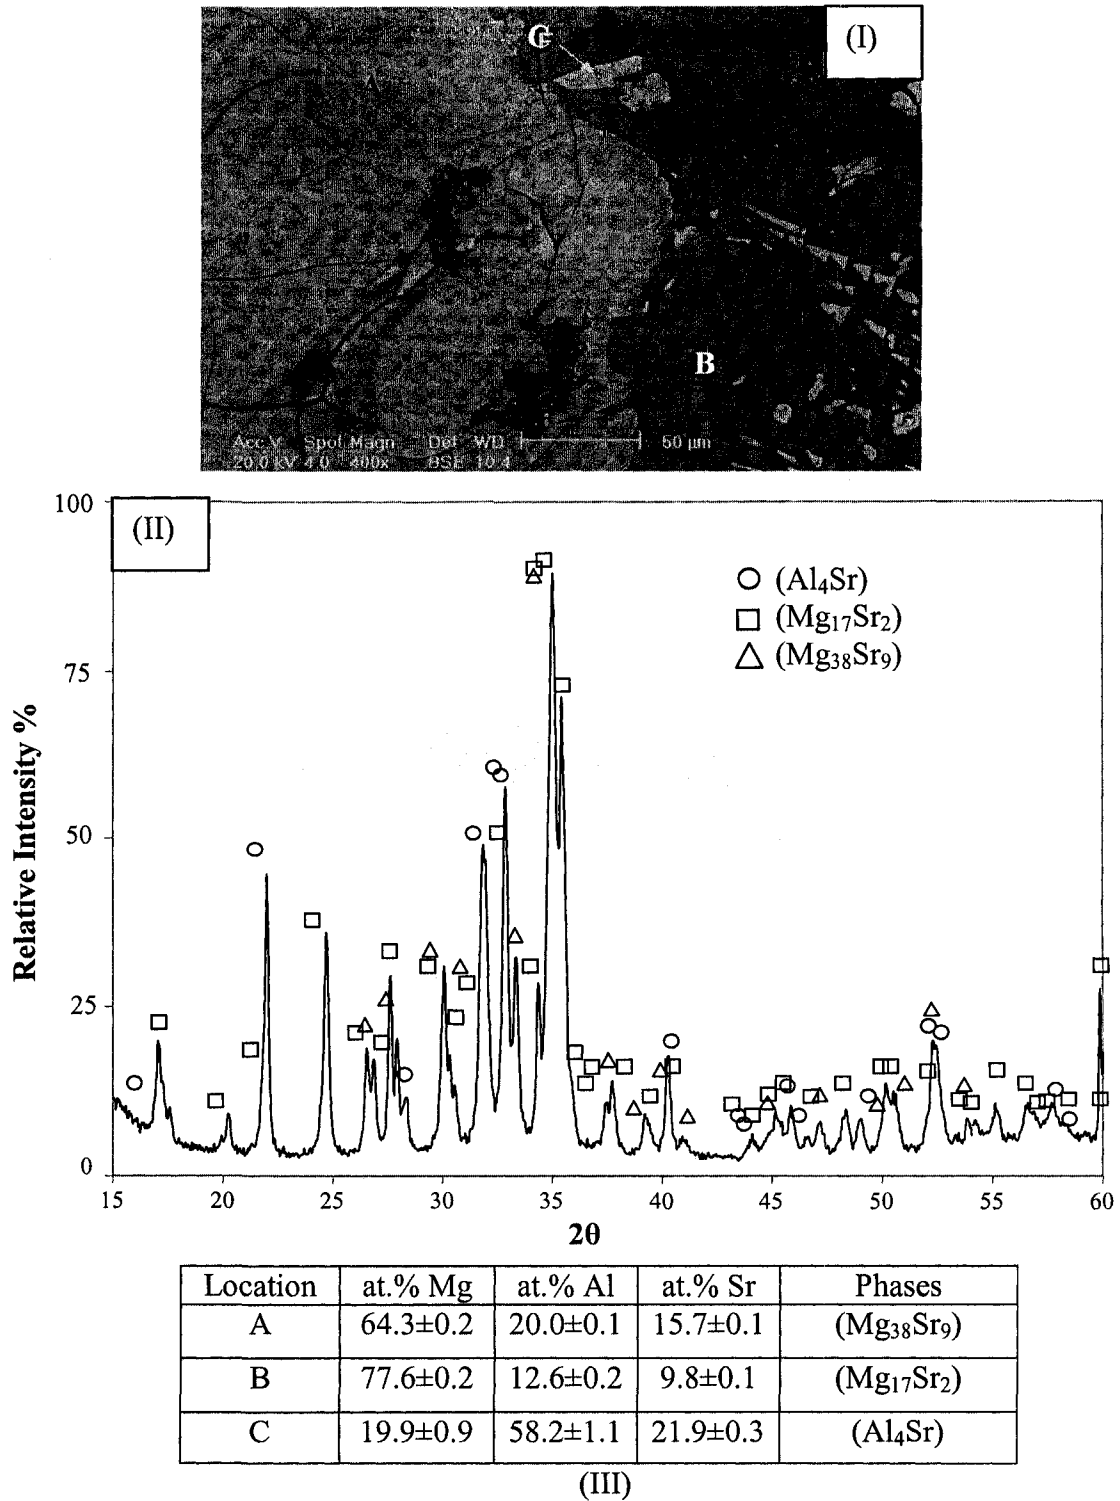 C (I)
A
B
Acc.V Spot Magn Det WD 50 µm
20.0 kV 4.0 400x BSE 10.4
(II)
100
75
50
25
0
(Al₄Sr)
(Mg₁₇Sr₂)
(Mg₃₈Sr₉)
Relative Intensity %
15 20 25 30 35 40 45 50 55 60
2θ
Location at.% Mg at.% Al at.% Sr Phases
A 64.3±0.2 20.0±0.1 15.7±0.1 (Mg₃₈Sr₉)
B 77.6±0.2 12.6±0.2 9.8±0.1 (Mg₁₇Sr₂)
C 19.9±0.9 58.2±1.1 21.9±0.3 (Al₄Sr)
(III)